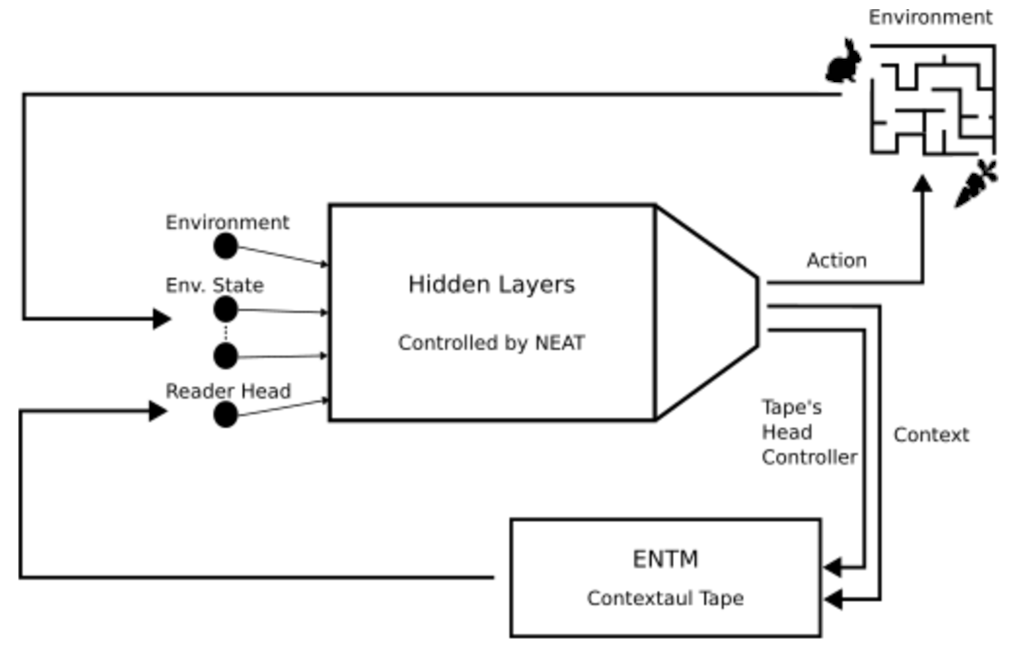 Environment
Environment
Env. State
Reader Head
Hidden Layers
Controlled by NEAT
Action
Tape's
Head
Controller
Context
ENTM
Contextaul Tape